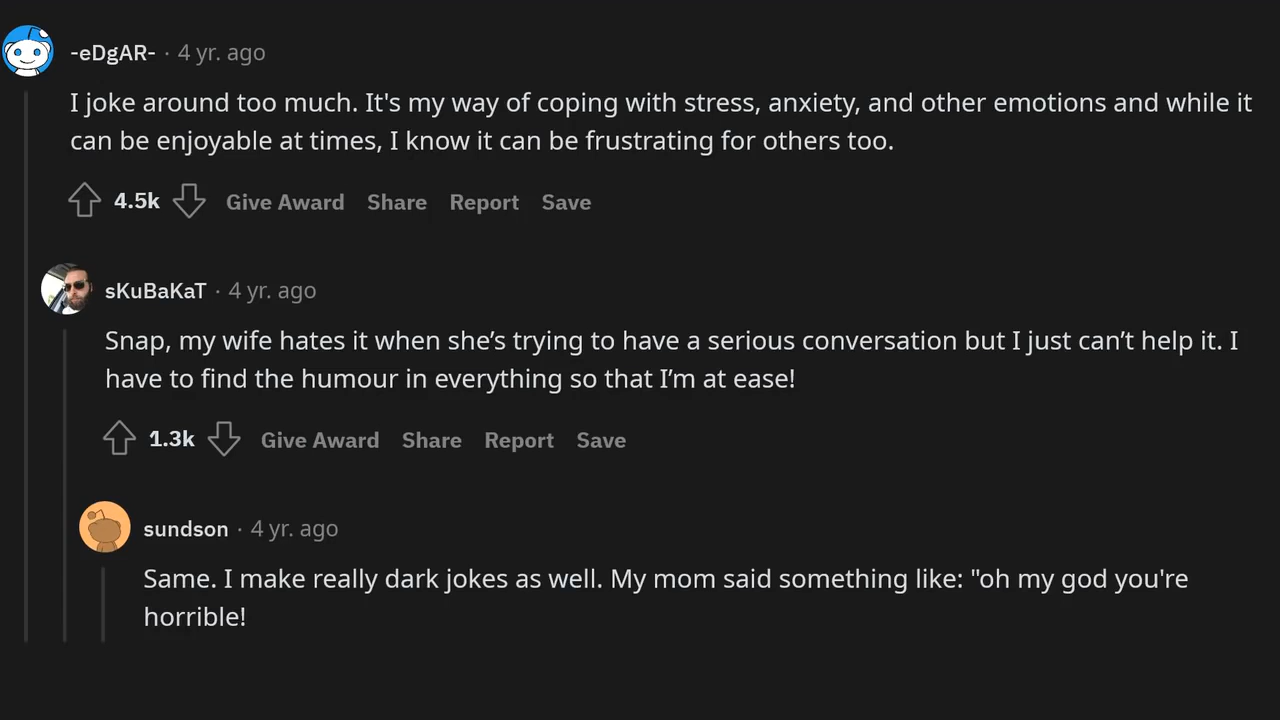 -eDgAR- · 4 yr. ago
I joke around too much. It's my way of coping with stress, anxiety, and other emotions and while it
can be enjoyable at times, I know it can be frustrating for others too.
4.5k Give Award Share Report Save
sKuBaKaT · 4 yr. ago
Snap, my wife hates it when she’s trying to have a serious conversation but I just can’t help it. I
have to find the humour in everything so that I’m at ease!
1.3k Give Award Share Report Save
sundson · 4 yr. ago
Same. I make really dark jokes as well. My mom said something like: "oh my god you're
horrible!